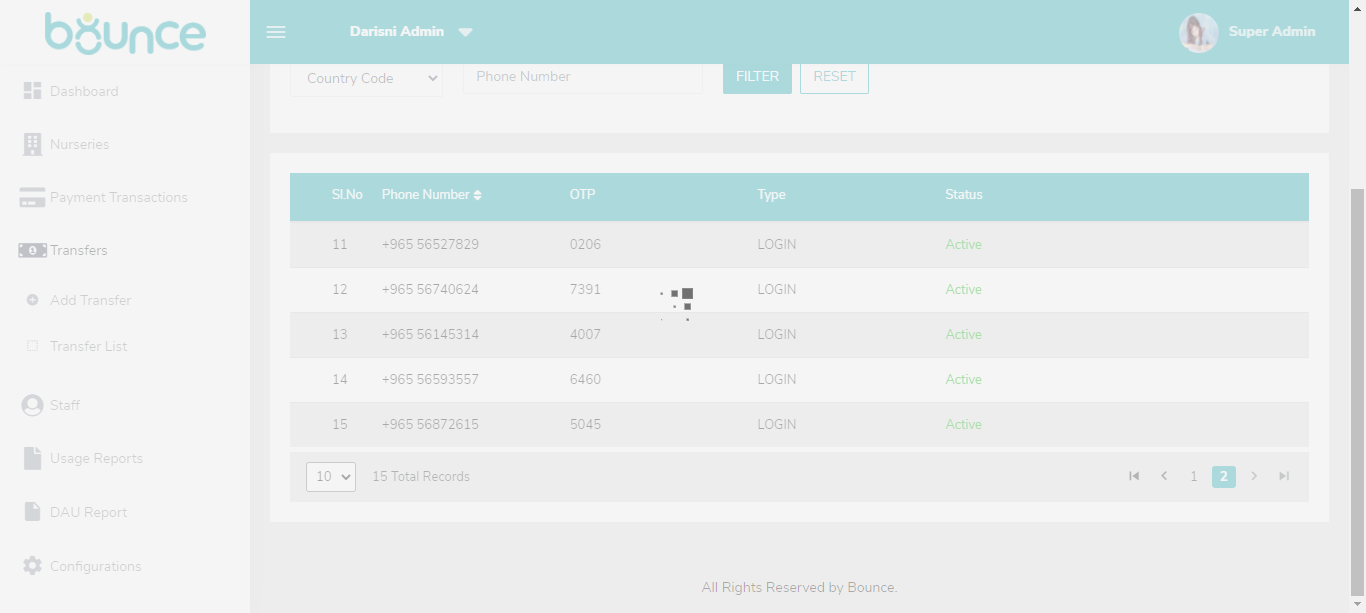 bounce
Darisni Admin
Super Admin
Dashboard
Nurseries
Payment Transactions
Transfers
Add Transfer
Transfer List
Staff
Usage Reports
DAU Report
Configurations
Country Code Phone Number FILTER RESET
Sl.No Phone Number OTP Type Status
11 +965 56527829 0206 LOGIN Active
12 +965 56740624 7391 LOGIN Active
13 +965 56145314 4007 LOGIN Active
14 +965 56593557 6460 LOGIN Active
15 +965 56872615 5045 LOGIN Active
10 15 Total Records 1 2
All Rights Reserved by Bounce.